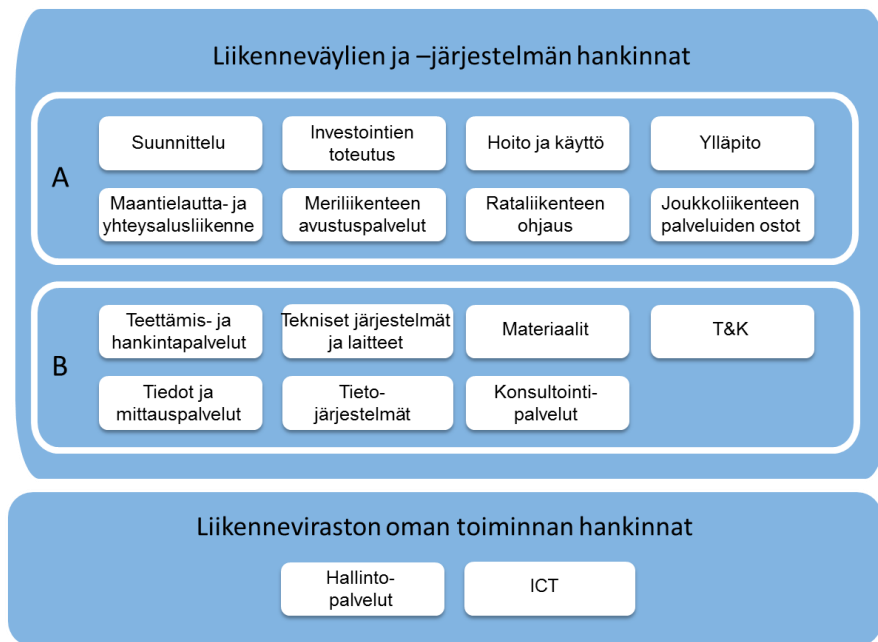 Liikenneväylien ja –järjestelmän hankinnat
A
Suunnittelu
Investointien
toteutus
Hoito ja käyttö
Ylläpito
Maantielautta- ja
yhteysalusliikenne
Meriliikenteen
avustuspalvelut
Rataliikenteen
ohjaus
Joukkoliikenteen
palveluiden ostot
B
Teettämis- ja
hankintapalvelut
Tekniset järjestelmät
ja laitteet
Materiaalit
T&K
Tiedot ja
mittauspalvelut
Tieto-
järjestelmät
Konsultointi-
palvelut
Liikenneviraston oman toiminnan hankinnat
Hallinto-
palvelut
ICT